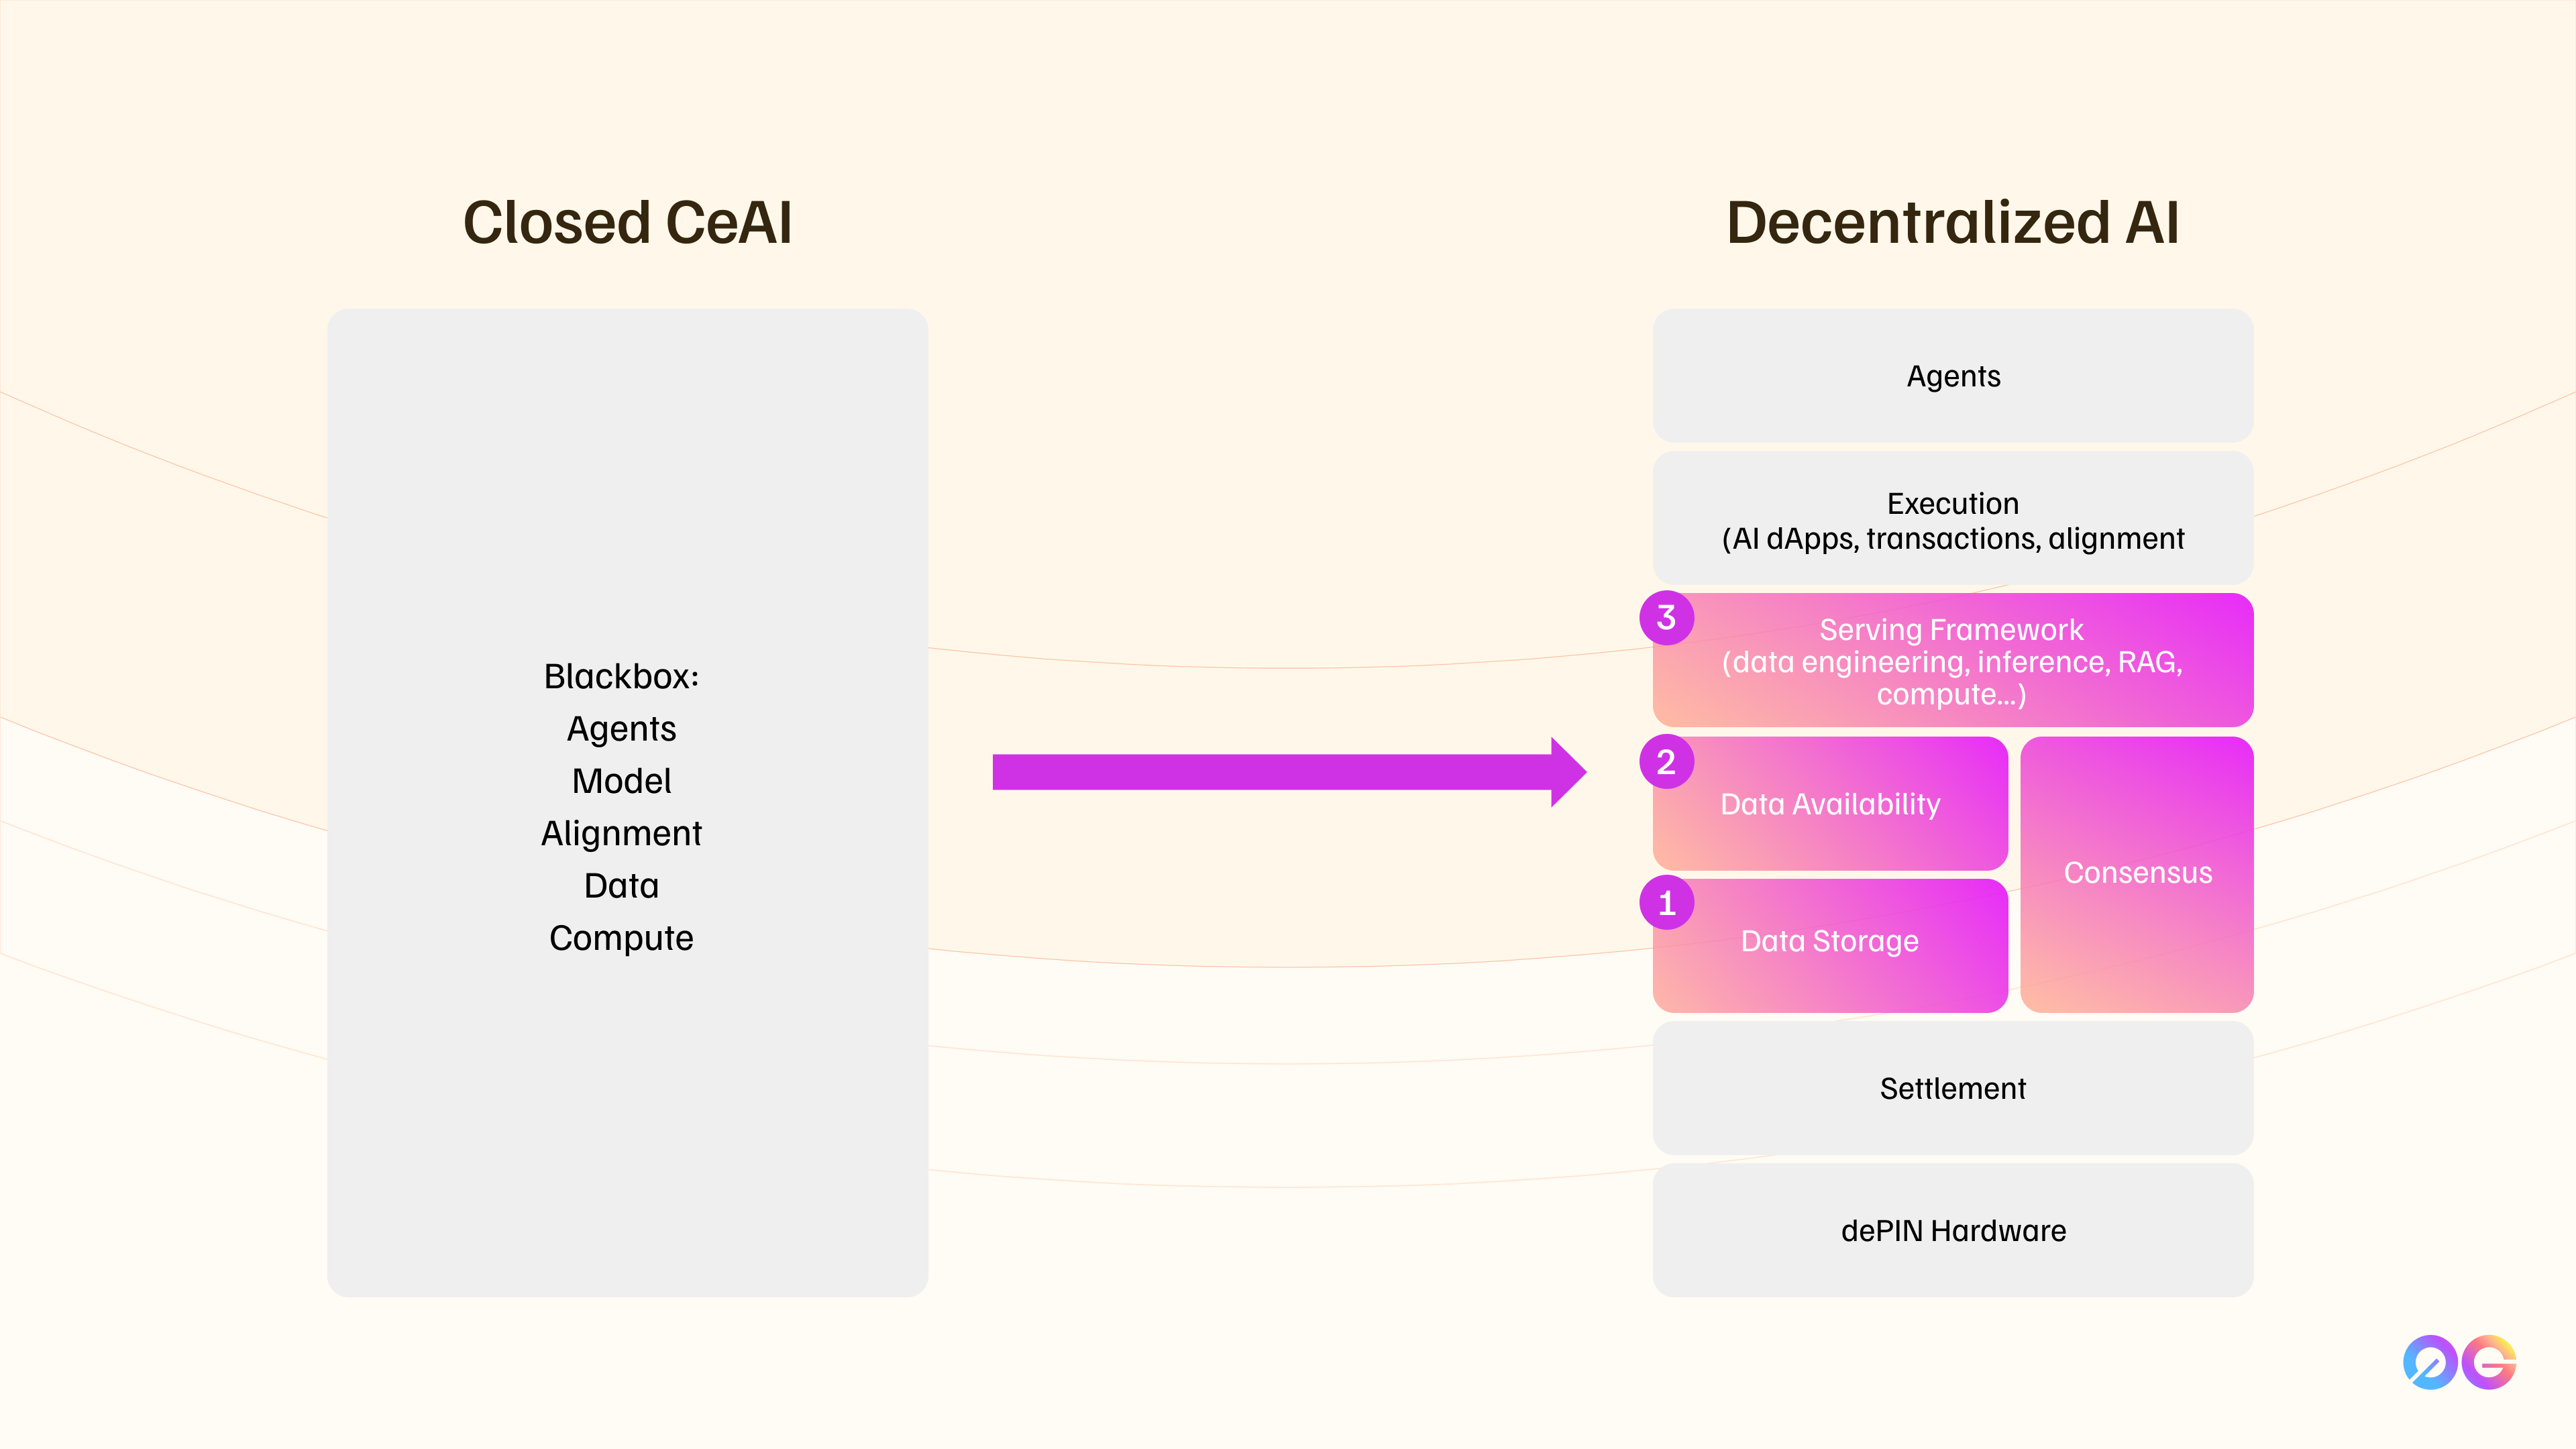 Closed CeAI
Blackbox:
Agents
Model
Alignment
Data
Compute
Decentralized AI
Agents
Execution
(AI dApps, transactions, alignment
3
Serving Framework
(data engineering, inference, RAG,
compute...)
2
Data Availability
Consensus
1
Data Storage
Settlement
dePIN Hardware
0G